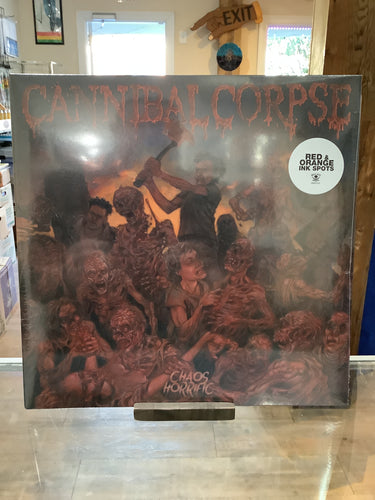 EXIT
CANNIBAL CORPSE
RED &
ORANGE
INK SPOTS
CHAOS
HORRIFIC